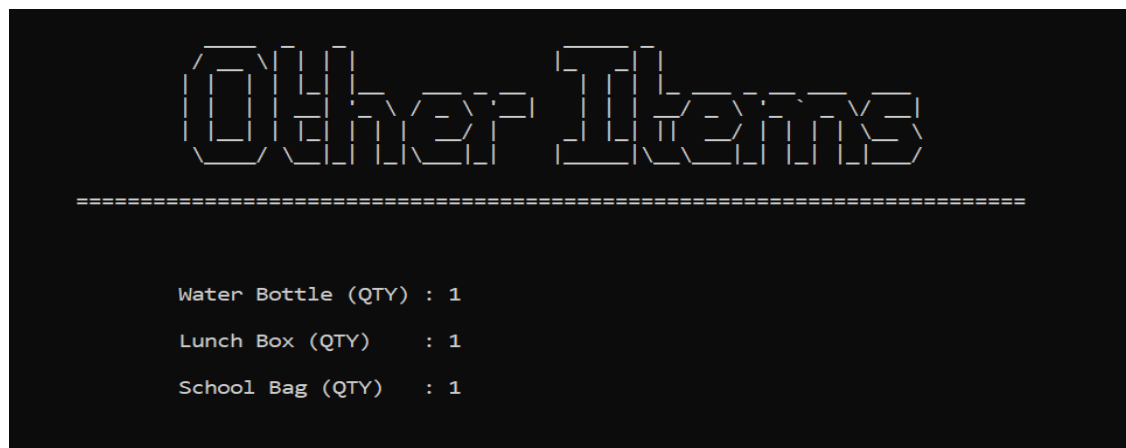 Other Items
==========================================================================
Water Bottle (QTY) : 1
Lunch Box (QTY) : 1
School Bag (QTY) : 1